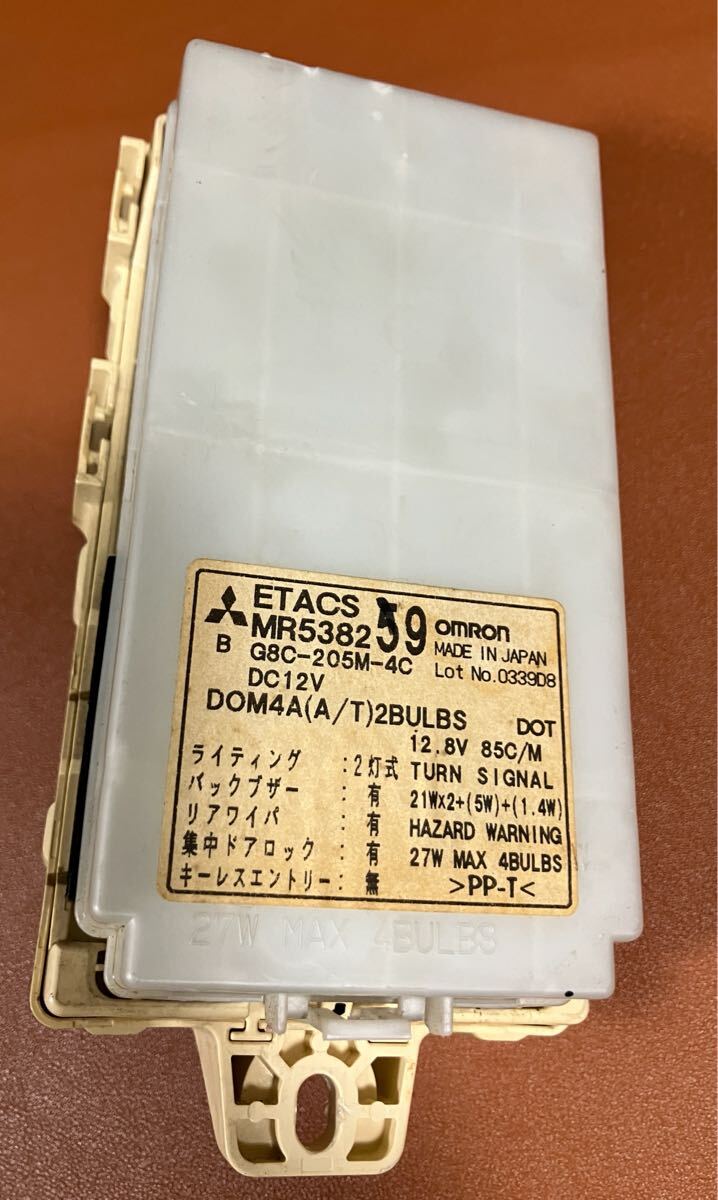 ETACS
MR538259
omron
B G8C-205M-4C
MADE IN JAPAN
DC12V
Lot No.0339D8
DOM4A(A/T)2BULBS
DOT
12.8V 85C/M
ライティング :2灯式
TURN SIGNAL
バックブザー : 有
21W×2+(5W)+(1.4W)
リアワイパ : 有
HAZARD WARNING
集中ドアロック : 有
27W MAX 4BULBS
キーレスエントリー : 無
>PP-T<
27W MAX 4BULBS